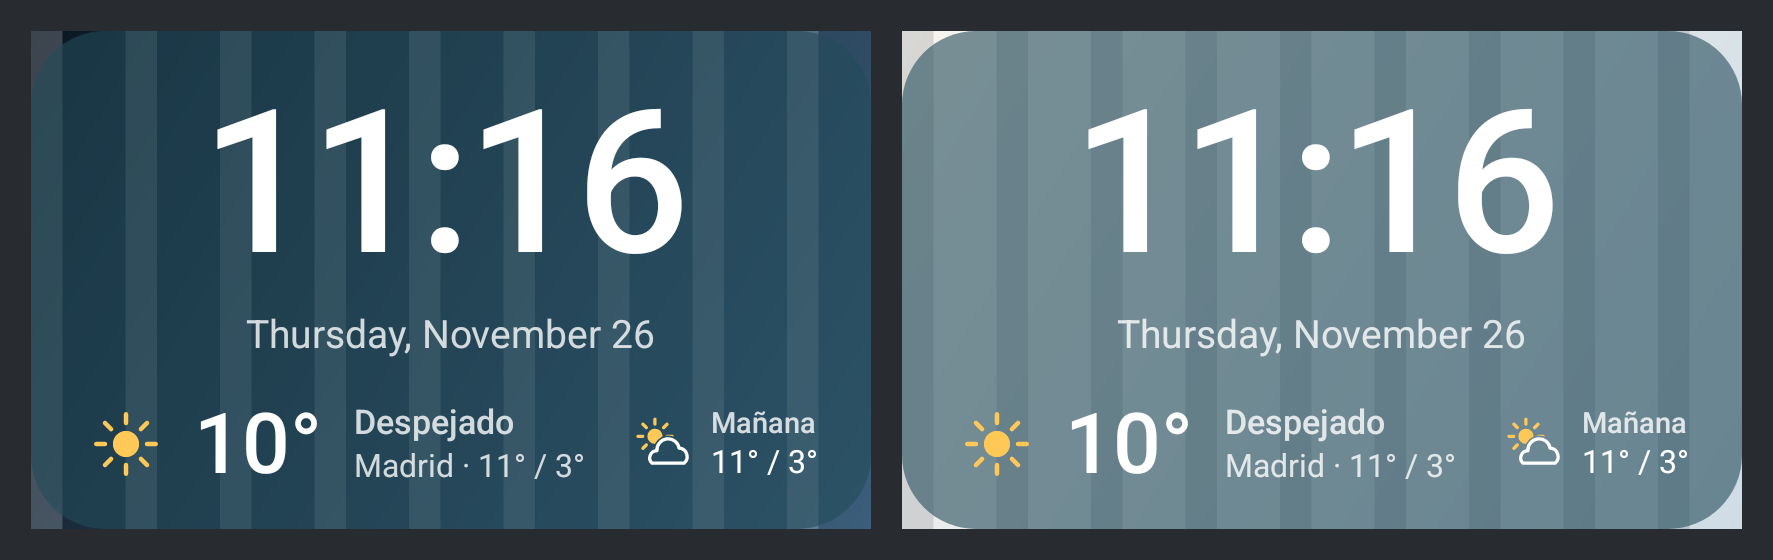 11:16
Thursday, November 26
10°
Despejado
Madrid · 11° / 3°
Mañana
11° / 3°
11:16
Thursday, November 26
10°
Despejado
Madrid · 11° / 3°
Mañana
11° / 3°